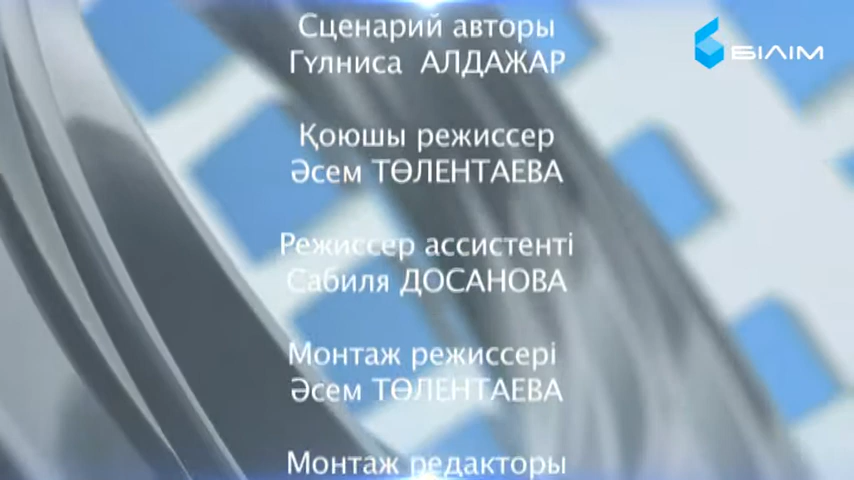 Сценарий авторы
БІЛІМ
Гүлниса АЛДАЖАР
Қоюшы режиссер
Әсем ТӨЛЕНТАЕВА
Режиссер ассистенті
Сабиля ДОСАНОВА
Монтаж режиссері
Әсем ТӨЛЕНТАЕВА
Монтаж редакторы